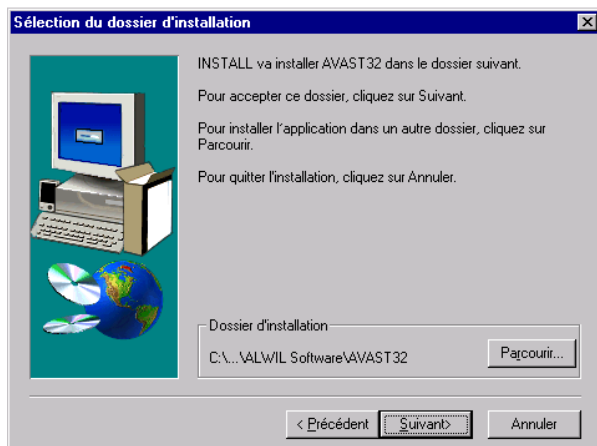 Sélection du dossier d'installation
INSTALL va installer AVAST32 dans le dossier suivant.
Pour accepter ce dossier, cliquez sur Suivant.
Pour installer l'application dans un autre dossier, cliquez sur
Parcourir.
Pour quitter l'installation, cliquez sur Annuler.
Dossier d'installation
C:\...\ALWIL Software\AVAST32
Parcourir...
< Précédent
Suivant>
Annuler